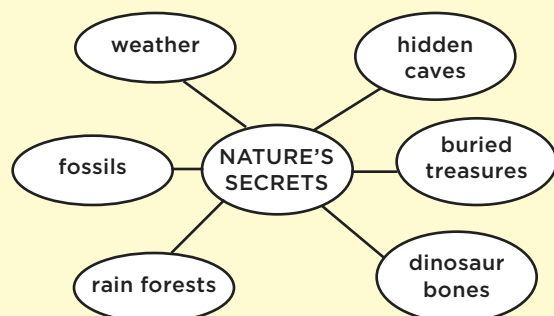 weather
hidden
caves
fossils
NATURE'S
SECRETS
buried
treasures
rain forests
dinosaur
bones